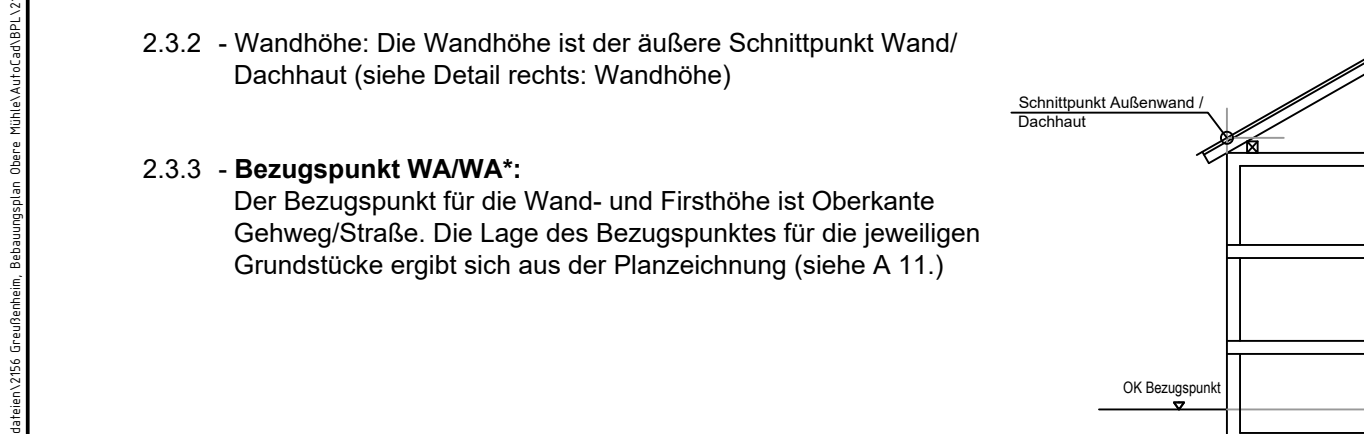 dateien\2156 Greußenheim, Bebauungsplan Obere Mühle\AutoCad\BPL\2
2.3.2 - Wandhöhe: Die Wandhöhe ist der äußere Schnittpunkt Wand/
Dachhaut (siehe Detail rechts: Wandhöhe)
2.3.3 - Bezugspunkt WA/WA*:
Der Bezugspunkt für die Wand- und Firsthöhe ist Oberkante
Gehweg/Straße. Die Lage des Bezugspunktes für die jeweiligen
Grundstücke ergibt sich aus der Planzeichnung (siehe A 11.)
Schnittpunkt Außenwand /
Dachhaut
OK Bezugspunkt